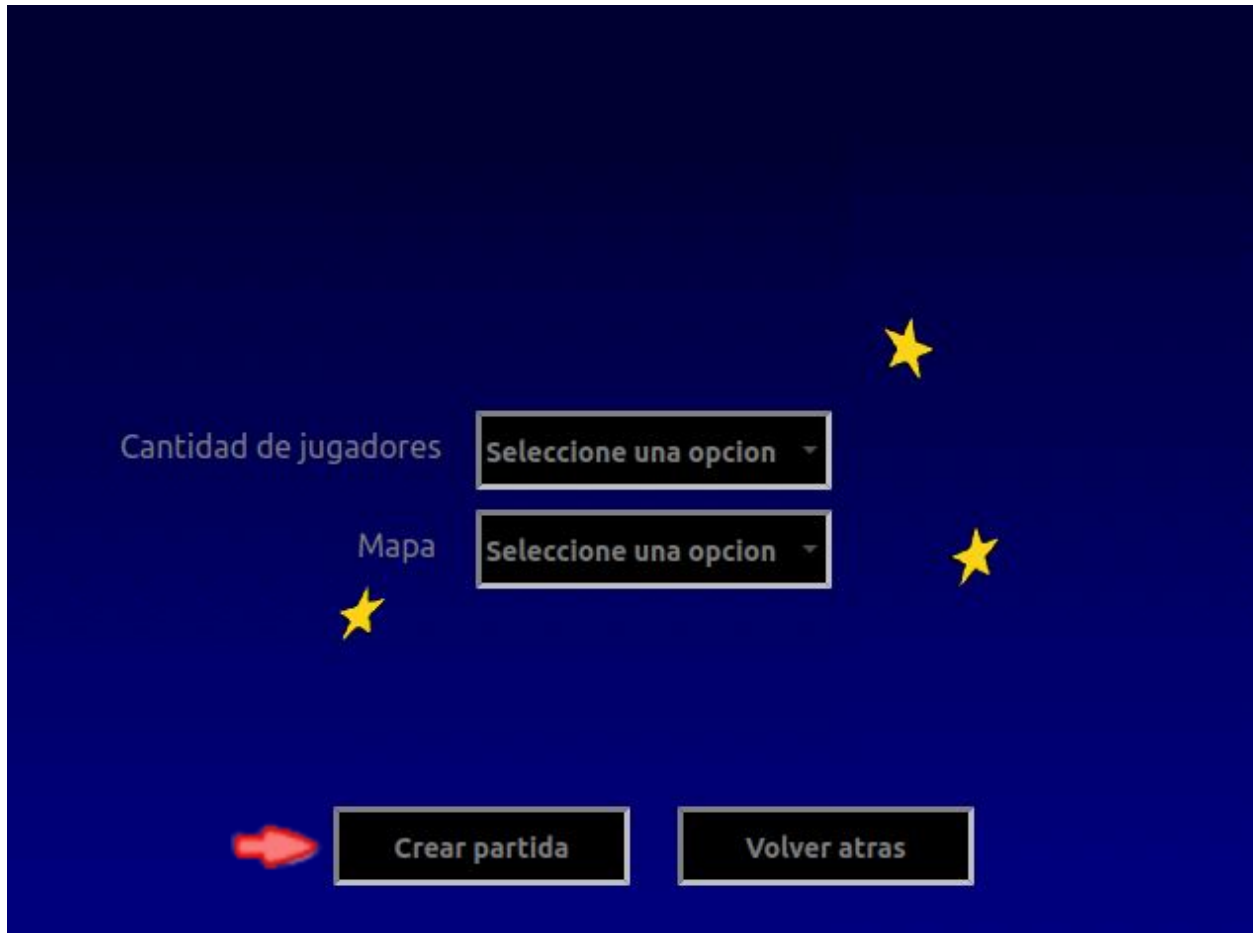 Cantidad de jugadores
Seleccione una opcion
Mapa
Seleccione una opcion
Crear partida
Volver atras